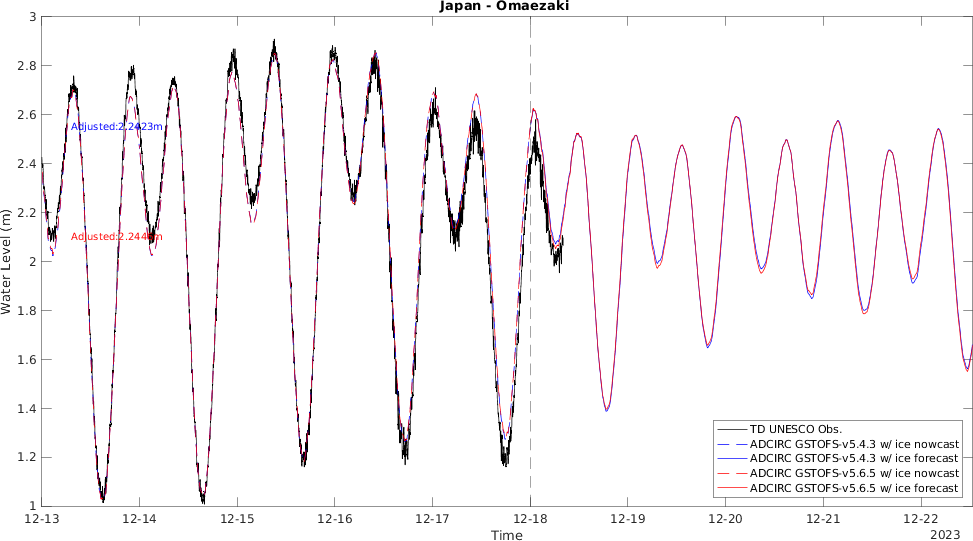 Japan - Omaezaki
Water Level (m)
3
2.8
2.6
2.4
2.2
2
1.8
1.6
1.4
1.2
1
Adjusted:2.2423m
TD UNESCO Obs.
ADCIRC GSTOFS-v5.4.3 w/ ice nowcast
ADCIRC GSTOFS-v5.4.3 w/ ice forecast
ADCIRC GSTOFS-v5.6.5 w/ ice nowcast
ADCIRC GSTOFS-v5.6.5 w/ ice forecast
12-13 12-14 12-15 12-16 12-17 12-18 12-19 12-20 12-21 12-22
Time
2023